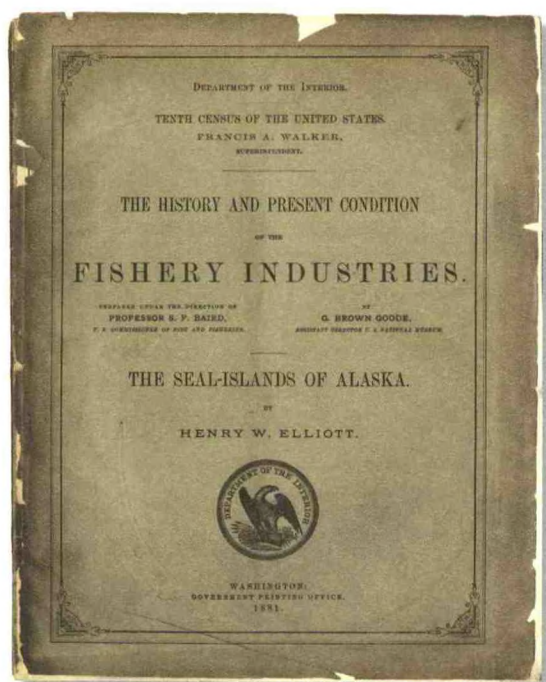 DEPARTMENT OF THE INTERIOR.
TENTH CENSUS OF THE UNITED STATES.
FRANCIS A. WALKER,
SUPERINTENDENT.
THE HISTORY AND PRESENT CONDITION
OF THE
FISHERY INDUSTRIES.
PREPARED UNDER THE DIRECTION OF
PROFESSOR S. F. BAIRD,
U. S. COMMISSIONER OF FISH AND FISHERIES,
BY
G. BROWN GOODE,
ASSISTANT DIRECTOR U. S. NATIONAL MUSEUM.
THE SEAL-ISLANDS OF ALASKA.
BY
HENRY W. ELLIOTT.
DEPARTMENT OF THE INTERIOR
WASHINGTON:
GOVERNMENT PRINTING OFFICE.
1881.